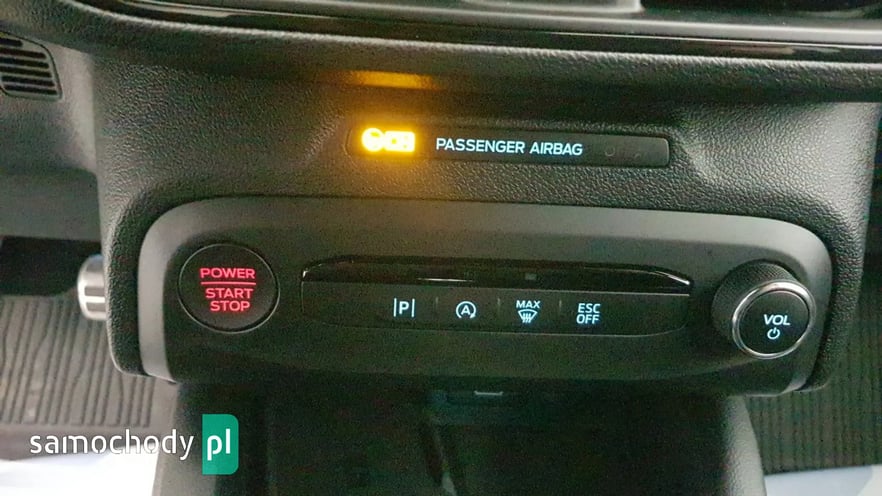 PASSENGER AIRBAG
POWER
START
STOP
P
A
MAX
ESC
OFF
VOL
samochody pl